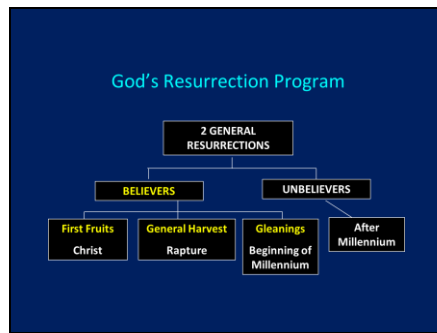 God's Resurrection Program
2 GENERAL
RESURRECTIONS
BELIEVERS
UNBELIEVERS
First Fruits
Christ
General Harvest
Rapture
Gleanings
Beginning of
Millennium
After
Millennium